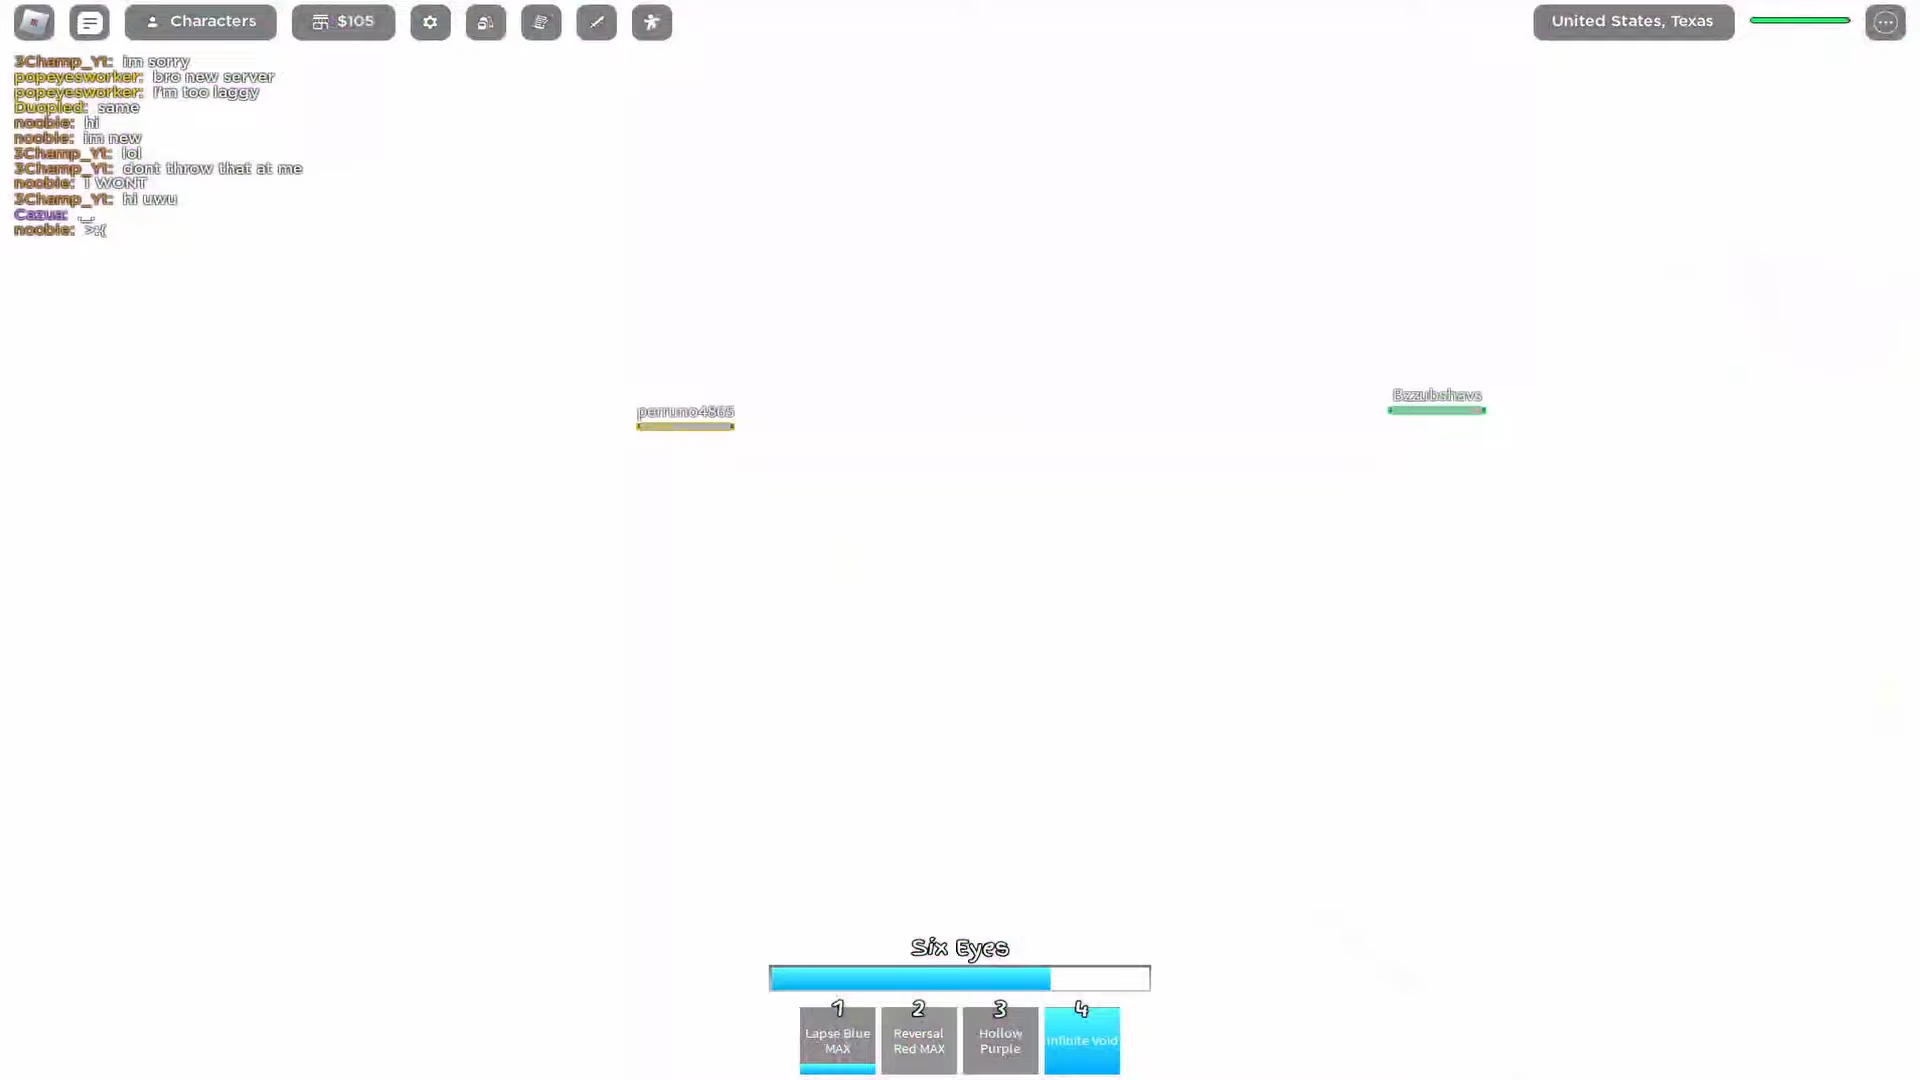 Characters
$105
United States, Texas
3Champ_Yt: im sorry
popeyesworker: bro new server
popeyesworker: I'm too laggy
Duopled: same
noobie: hi
noobie: im new
3Champ_Yt: lol
3Champ_Yt: dont throw that at me
noobie: I WONT
3Champ_Yt: hi uwu
Cazua: ._.
noobie: >:(
Bzzubshavs
perruno4865
Six Eyes
1
2
3
4
Lapse Blue MAX
Reversal Red MAX
Hollow Purple
Infinite Void